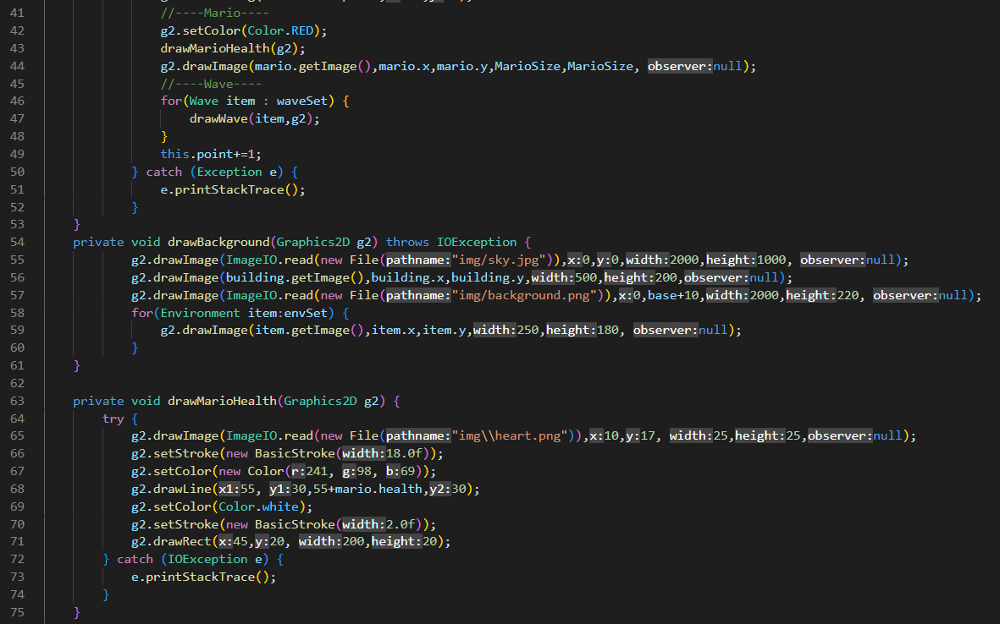 41 //----Mario----
42 g2.setColor(Color.RED);
43 drawMarioHealth(g2);
44 g2.drawImage(mario.getImage(),mario.x,mario.y,MarioSize,MarioSize, observer:null);
45 //----Wave----
46 for(Wave item : waveSet) {
47 drawWave(item,g2);
48 }
49 this.point+=1;
50 } catch (Exception e) {
51 e.printStackTrace();
52 }
53 }
54 private void drawBackground(Graphics2D g2) throws IOException {
55 g2.drawImage(ImageIO.read(new File(pathname:"img/sky.jpg")),x:0,y:0,width:2000,height:1000, observer:null);
56 g2.drawImage(building.getImage(),building.x,building.y,width:500,height:200,observer:null);
57 g2.drawImage(ImageIO.read(new File(pathname:"img/background.png")),x:0,base+10,width:2000,height:220, observer:null);
58 for(Environment item:envSet) {
59 g2.drawImage(item.getImage(),item.x,item.y,width:250,height:180, observer:null);
60 }
61 }
62
63 private void drawMarioHealth(Graphics2D g2) {
64 try {
65 g2.drawImage(ImageIO.read(new File(pathname:"img\\heart.png")),x:10,y:17, width:25,height:25,observer:null);
66 g2.setStroke(new BasicStroke(width:18.0f));
67 g2.setColor(new Color(r:241, g:98, b:69));
68 g2.drawLine(x1:55, y1:30,55+mario.health,y2:30);
69 g2.setColor(Color.white);
70 g2.setStroke(new BasicStroke(width:2.0f));
71 g2.drawRect(x:45,y:20, width:200,height:20);
72 } catch (IOException e) {
73 e.printStackTrace();
74 }
75 }